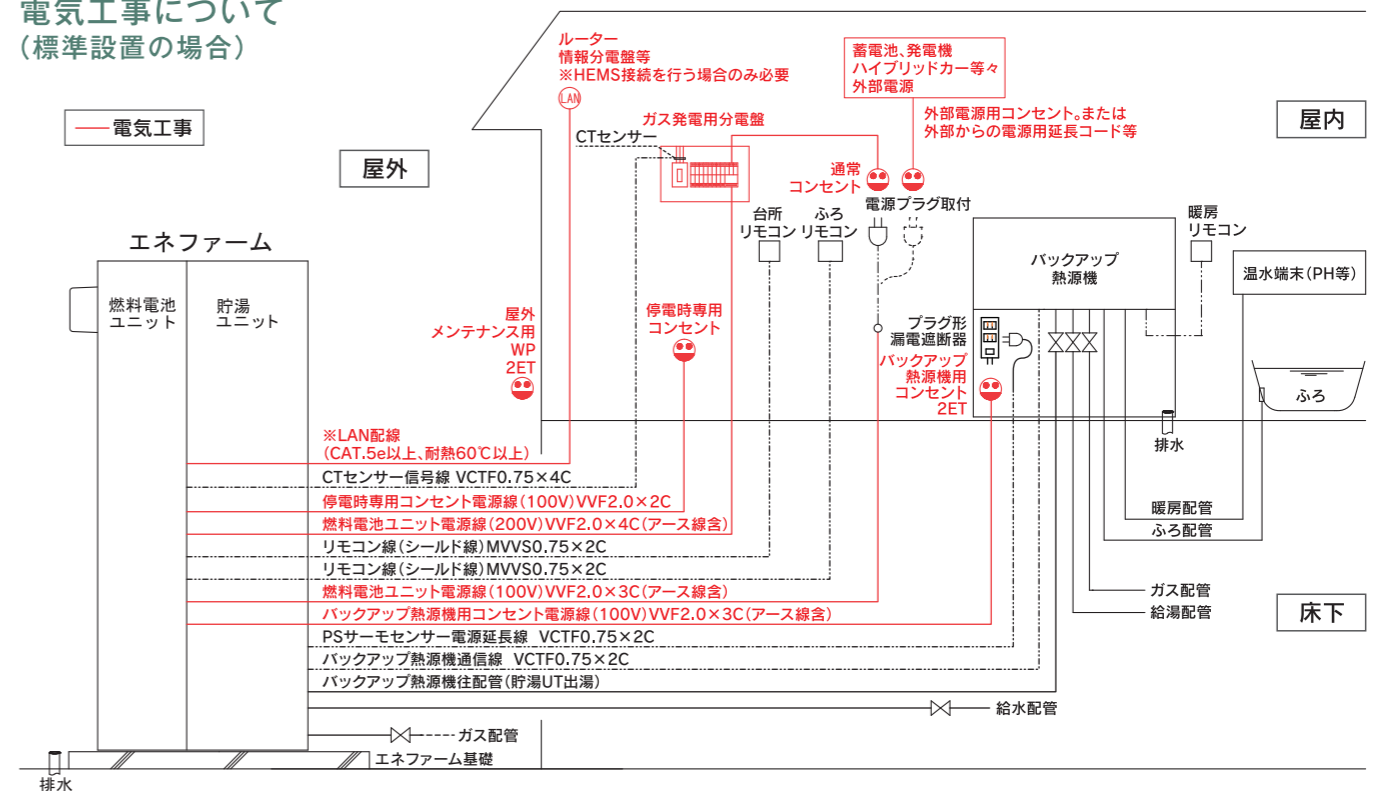 電気工事について
(標準設置の場合)
電気工事
屋外
屋内
床下
ルーター
情報分電盤等
※HEMS接続を行う場合のみ必要
LAN
蓄電池、発電機
ハイブリッドカー等々
外部電源
外部電源用コンセント。または
外部からの電源用延長コード等
ガス発電用分電盤
CTセンサー
通常
コンセント
電源プラグ取付
台所
リモコン
ふろ
リモコン
暖房
リモコン
バックアップ
熱源機
温水端末(PH等)
エネファーム
燃料電池
ユニット
貯湯
ユニット
屋外
メンテナンス用
WP
2ET
停電時専用
コンセント
プラグ形
漏電遮断器
バックアップ
熱源機用
コンセント
2ET
ふろ
排水
※LAN配線
(CAT.5e以上、耐熱60℃以上)
CTセンサー信号線 VCTF0.75×4C
停電時専用コンセント電源線(100V)VVF2.0×2C
燃料電池ユニット電源線(200V)VVF2.0×4C(アース線含)
リモコン線(シールド線)MVVS0.75×2C
リモコン線(シールド線)MVVS0.75×2C
燃料電池ユニット電源線(100V)VVF2.0×3C(アース線含)
バックアップ熱源機用コンセント電源線(100V)VVF2.0×3C(アース線含)
PSサーモセンサー電源延長線 VCTF0.75×2C
バックアップ熱源機通信線 VCTF0.75×2C
バックアップ熱源機往配管(貯湯UT出湯)
暖房配管
ふろ配管
ガス配管
給湯配管
給水配管
ガス配管
エネファーム基礎
排水